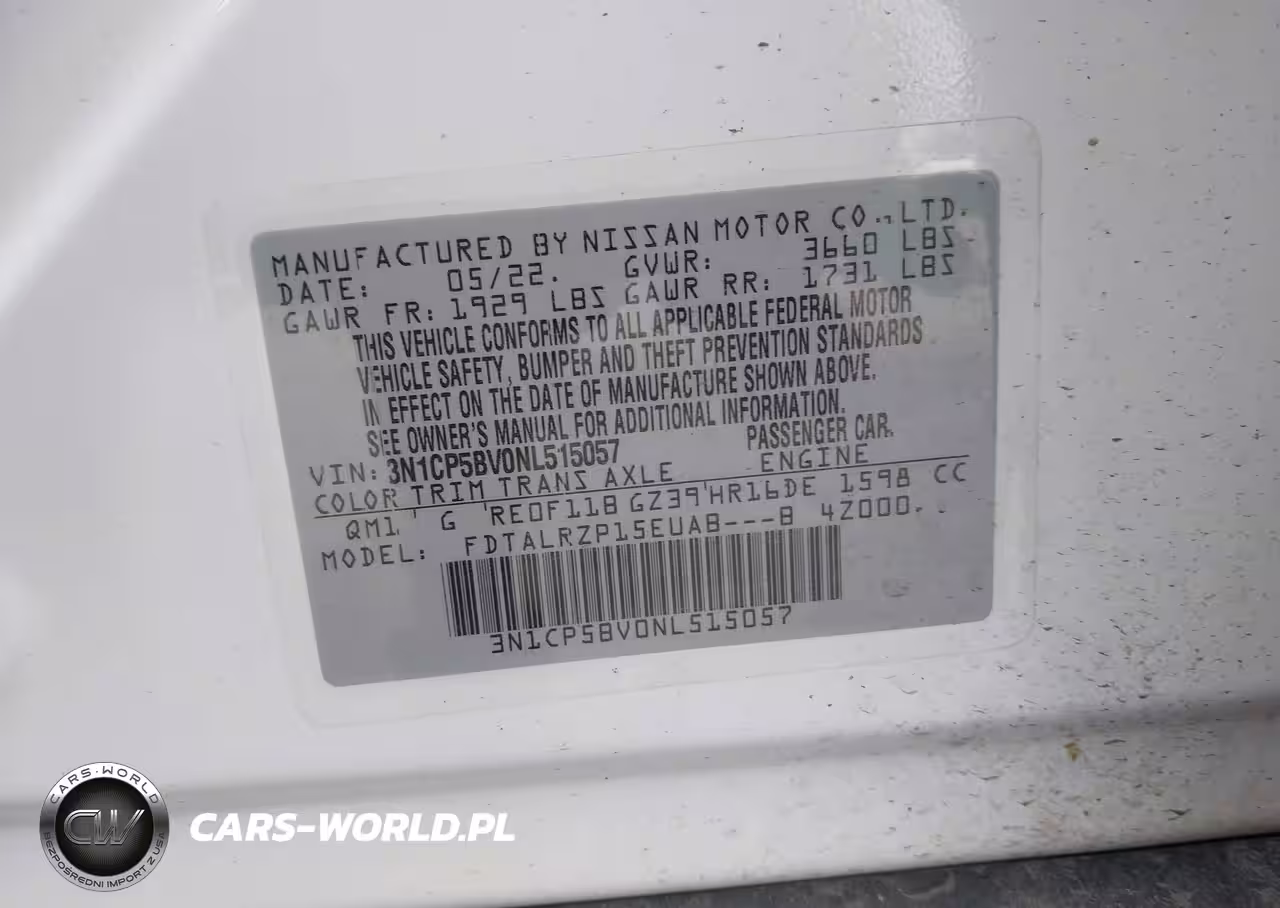 MANUFACTURED BY NISSAN MOTOR CO., LTD.
DATE: 05/22. GVWR: 3660 LBS
GAWR FR: 1929 LBS GAWR RR: 1731 LBS
THIS VEHICLE CONFORMS TO ALL APPLICABLE FEDERAL MOTOR
VEHICLE SAFETY, BUMPER AND THEFT PREVENTION STANDARDS
IN EFFECT ON THE DATE OF MANUFACTURE SHOWN ABOVE.
SEE OWNER'S MANUAL FOR ADDITIONAL INFORMATION.
VIN: 3N1CP5BV0NL515057 PASSENGER CAR.
COLOR TRIM TRANS AXLE ENGINE
QM1 G RE0F11B GZ39 HR16DE 1598 CC
MODEL: FDTALRZP15EUAB---B 4Z000.
3N1CP5BV0NL515057
CARS-WORLD
CW
BEZPOŚREDNI IMPORT Z USA
CARS-WORLD.PL